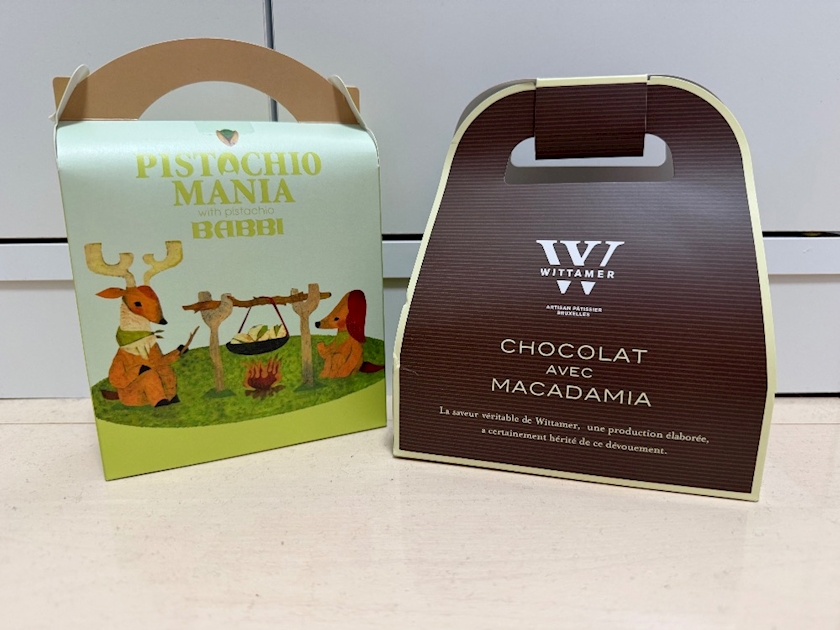 PISTACHIO
MANIA
with pistachio
BABBI
W
WITTAMER
ARTISAN PÂTISSIER
BRUXELLES
CHOCOLAT
AVEC
MACADAMIA
La saveur véritable de Wittamer, une production élaborée,
a certainement hérité de ce dévouement.